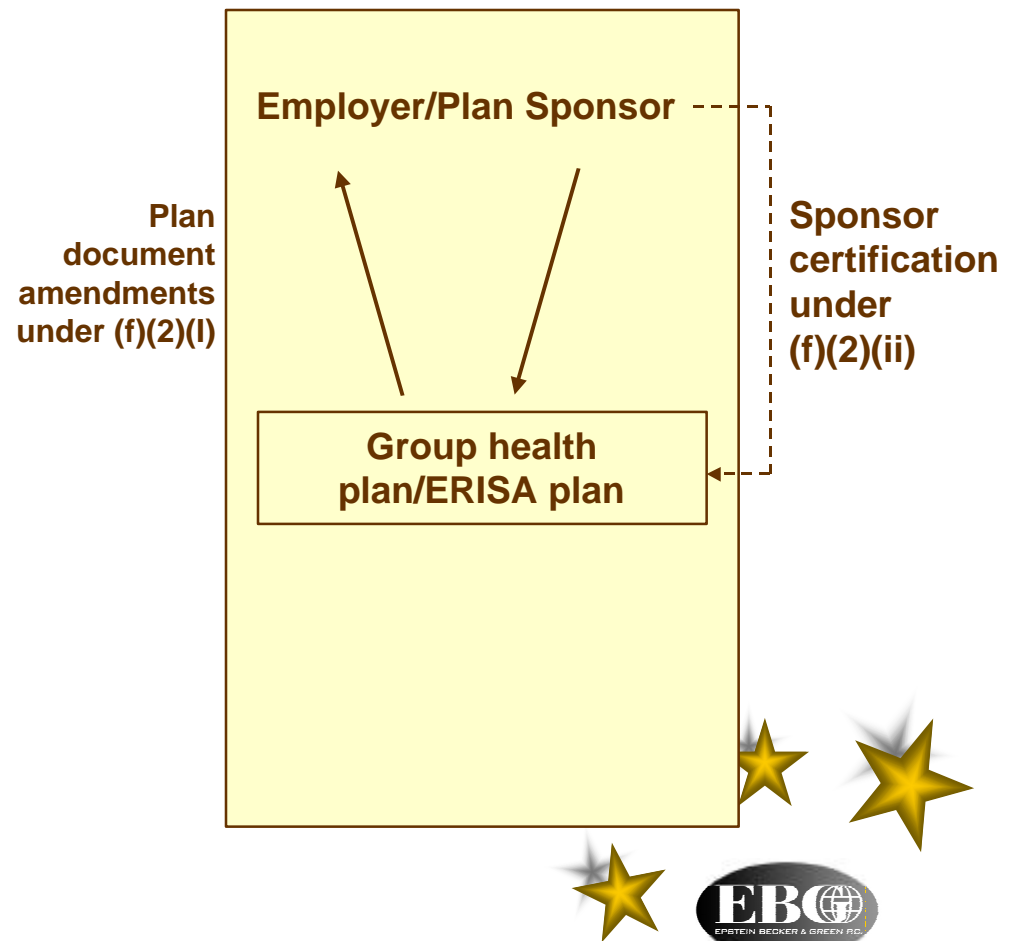 Employer/Plan Sponsor
Plan
document
amendments
under (f)(2)(I)
Sponsor
certification
under
(f)(2)(ii)
Group health
plan/ERISA plan
EBG
EPSTEIN BECKER & GREEN P.C.